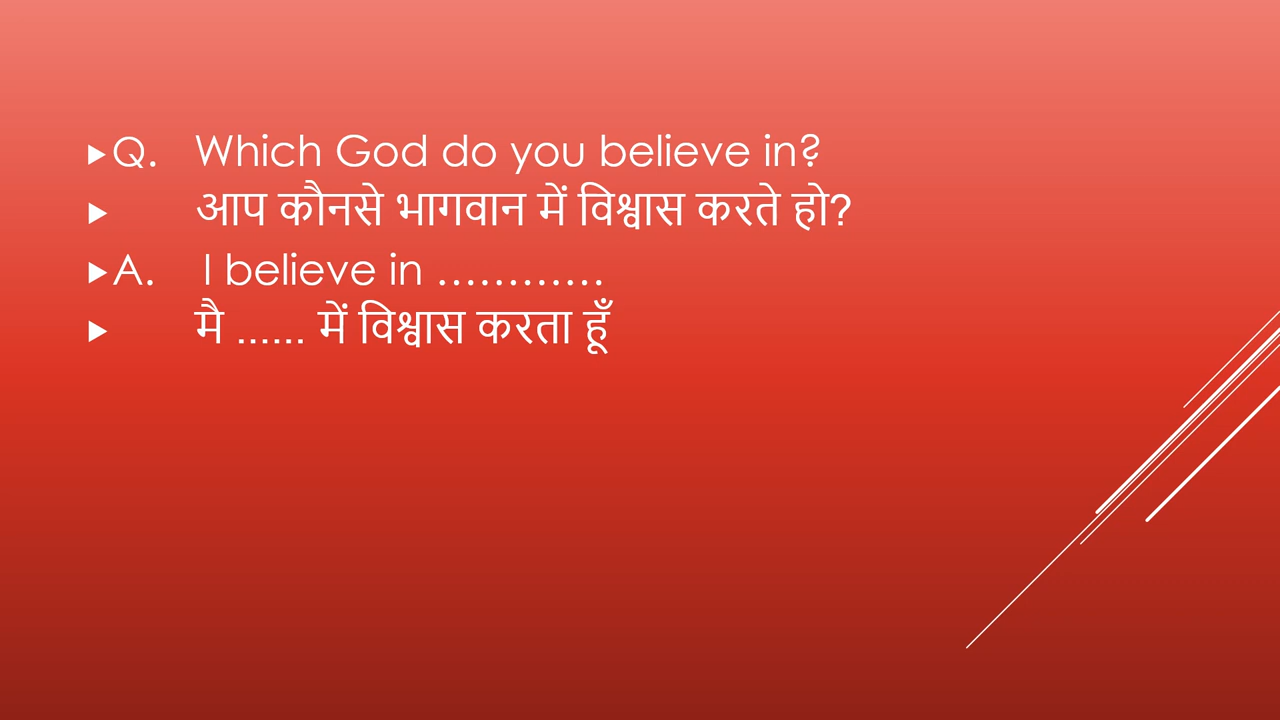 Q. Which God do you believe in?
आप कौनसे भागवान में विश्वास करते हो?
A. I believe in ............
मै ...... में विश्वास करता हूँ